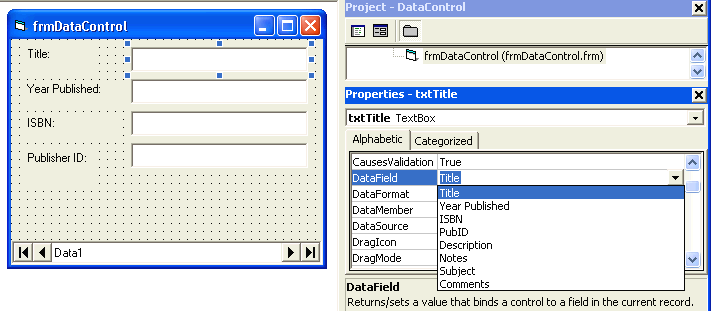 frmDataControl
Title:
Year Published:
ISBN:
Publisher ID:
Data1
Project - DataControl
frmDataControl (frmDataControl.frm)
Properties - txtTitle
txtTitle TextBox
Alphabetic Categorized
CausesValidation True
DataField Title
DataFormat Title
DataMember Year Published
DataSource ISBN
DragIcon PubID
DragMode Description
Notes
Subject
Comments
DataField
Returns/sets a value that binds a control to a field in the current record.